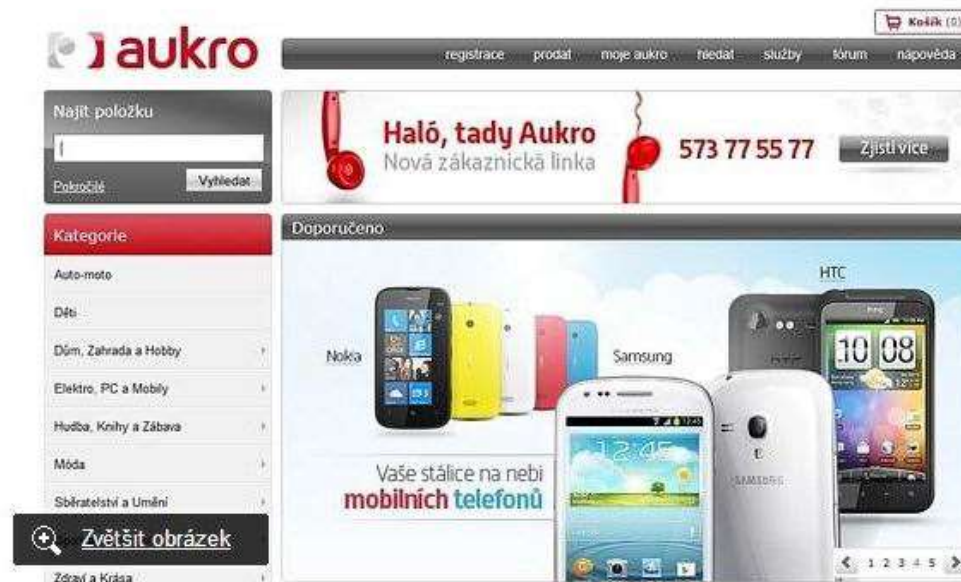 Košík (0)
aukro
registrace prodat moje aukro hledat služby fórum nápověda
Najít položku
Pokročilé Vyhledat
Haló, tady Aukro
Nová zákaznická linka
573 77 55 77
Zjisti více
Kategorie
Auto-moto
Děti
Dům, Zahrada a Hobby
Elektro, PC a Mobily
Hudba, Knihy a Zábava
Móda
Sběratelství a Umění
Zdraví a Krása
Doporučeno
Nokia
Samsung
HTC
10 08
12:45
SAMSUNG
Vaše stálice na nebi
mobilních telefonů
1 2 3 4 5
Zvětšit obrázek